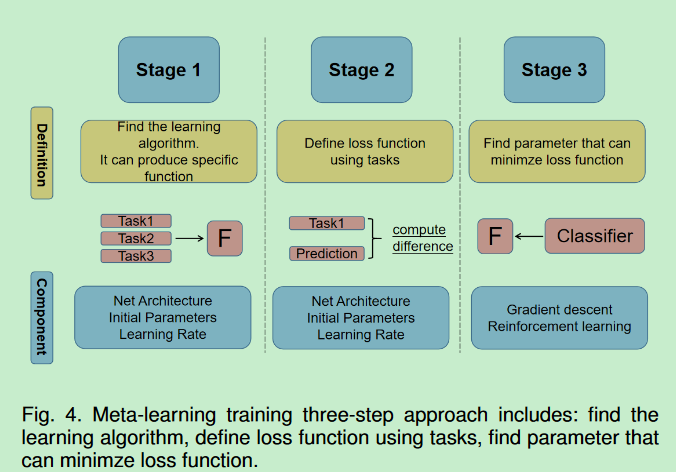 Stage 1
Stage 2
Stage 3
Definition
Find the learning
algorithm.
It can produce specific
function
Define loss function
using tasks
Find parameter that can
minimze loss function
Task1
Task2
Task3
F
Task1
Prediction
compute
difference
F
Classifier
Component
Net Architecture
Initial Parameters
Learning Rate
Net Architecture
Initial Parameters
Learning Rate
Gradient descent
Reinforcement learning
Fig. 4. Meta-learning training three-step approach includes: find the
learning algorithm, define loss function using tasks, find parameter that
can minimze loss function.